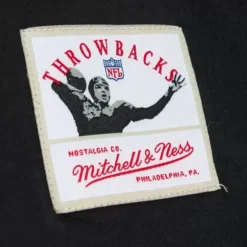 THROWBACKS
NFL
NOSTALGIA CO.
Mitchell & Ness
PHILADELPHIA, PA.